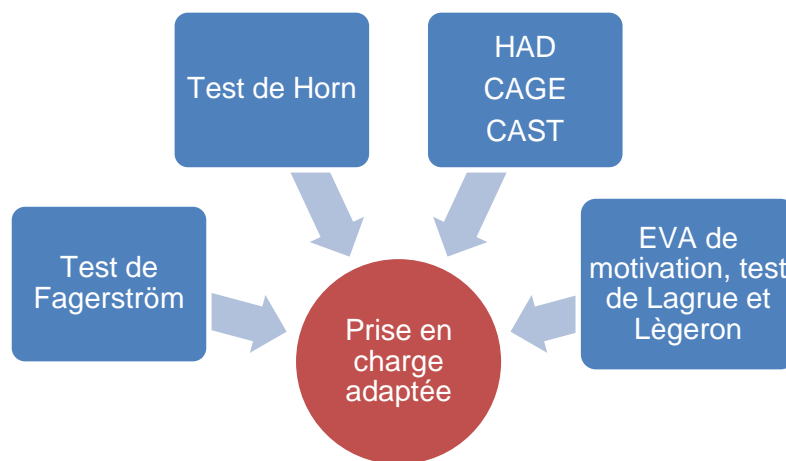 Test de Horn
HAD
CAGE
CAST
Test de
Fagerström
EVA de
motivation, test
de Lagrue et
Lègeron
Prise en
charge
adaptée